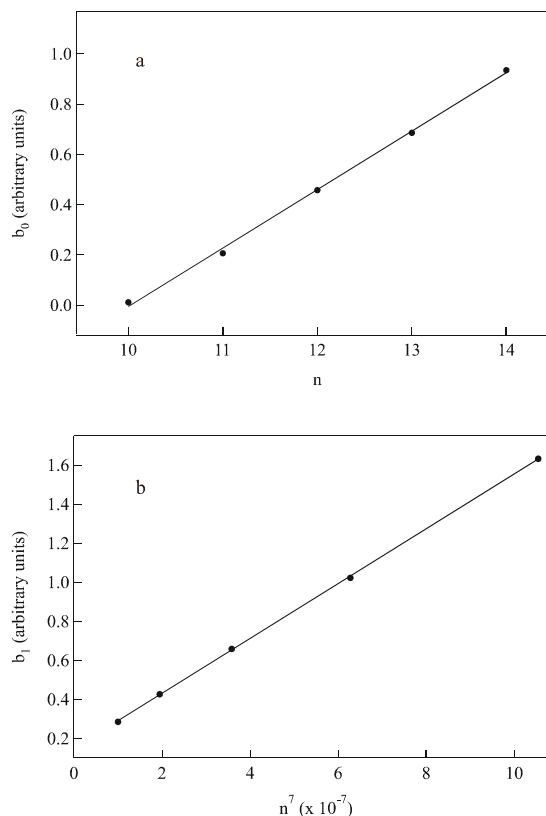 a
b₀ (arbitrary units)
1.0
0.8
0.6
0.4
0.2
0.0
10 11 12 13 14
n
b
b₁ (arbitrary units)
1.6
1.4
1.2
1.0
0.8
0.6
0.4
0.2
0 2 4 6 8 10
n⁷ (x 10⁻⁷)